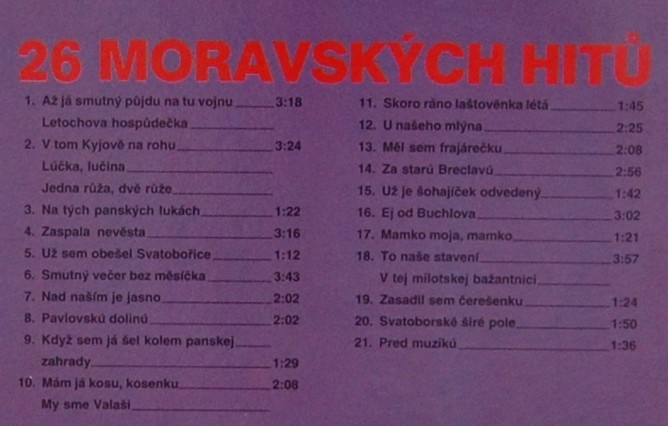 26 MORAVSKÝCH HITŮ
1. Až já smutný půjdu na tu vojnu 3:18
Letochova hospůdečka
2. V tom Kyjově na rohu 3:24
Lúčka, lučina
Jedna růža, dvě růže
3. Na tých panských lukách 1:22
4. Zaspala nevěsta 3:16
5. Už sem obešel Svatobořice 1:12
6. Smutný večer bez měsíčka 3:43
7. Nad naším je jasno 2:02
8. Pavlovskú dolinú 2:02
9. Když sem já šel kolem panskej
zahrady 1:29
10. Mám já kosu, kosenku 2:08
My sme Valaši
11. Skoro ráno laštověnka létá 1:45
12. U našeho mlýna 2:25
13. Měl sem frajárečku 2:08
14. Za starú Breclavú 2:56
15. Už je šohajíček odvedený 1:42
16. Ej od Buchlova 3:02
17. Mamko moja, mamko 1:21
18. To naše stavení 3:57
V tej milotskej bažantnici
19. Zasadil sem čerešenku 1:24
20. Svatoborské širé pole 1:50
21. Pred muzikú 1:36